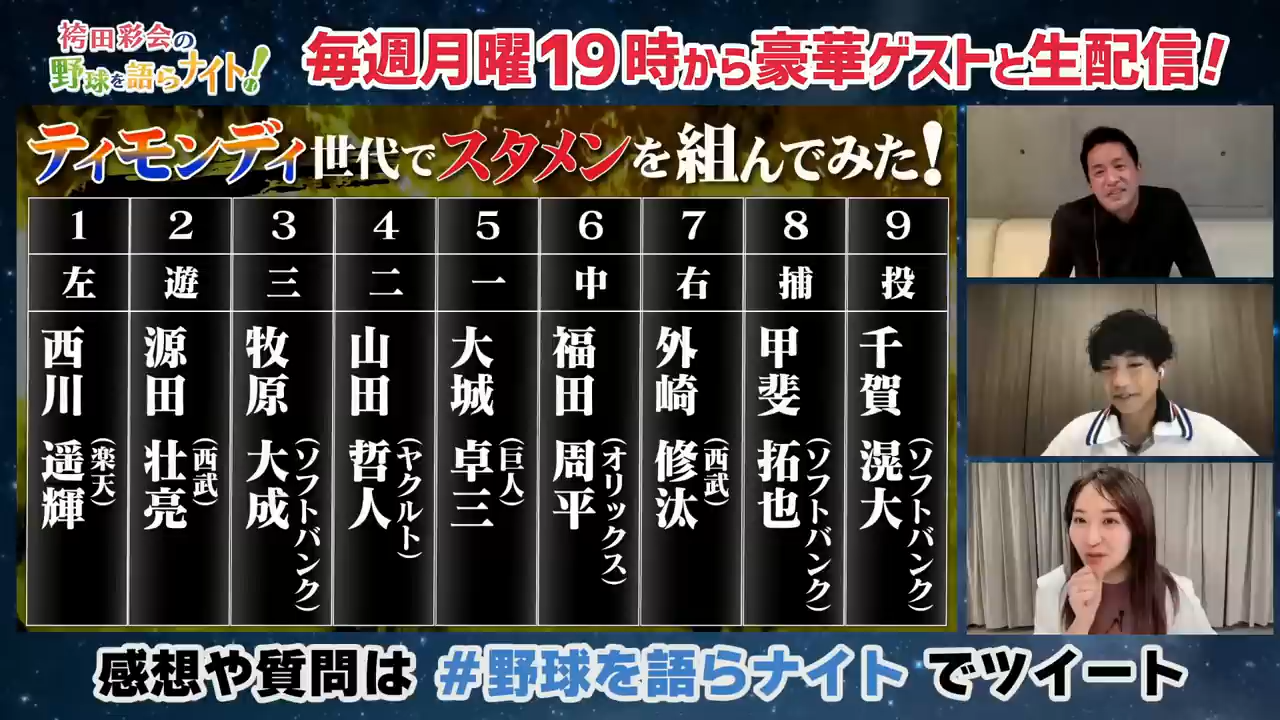 袴田彩会の
野球を語らナイト!
毎週月曜19時から豪華ゲストと生配信!
ティモンディ世代でスタメンを組んでみた!
1 2 3 4 5 6 7 8 9
左 遊 三 二 一 中 右 捕 投
西川遥輝(楽天)
源田壮亮(西武)
牧原大成(ソフトバンク)
山田哲人(ヤクルト)
大城卓三(巨人)
福田周平(オリックス)
外崎修汰(西武)
甲斐拓也(ソフトバンク)
千賀滉大(ソフトバンク)
感想や質問は #野球を語らナイト でツイート